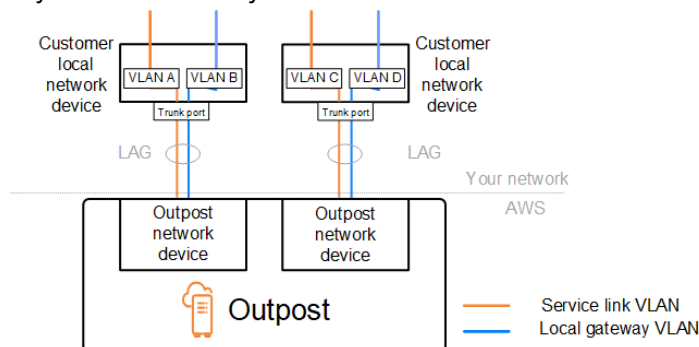 Customer
local
network
device
VLAN A
VLAN B
Trunk port
LAG
VLAN C
VLAN D
Trunk port
LAG
Customer
local
network
device
Your network
AWS
Outpost
network
device
Outpost
network
device
Outpost
Service link VLAN
Local gateway VLAN